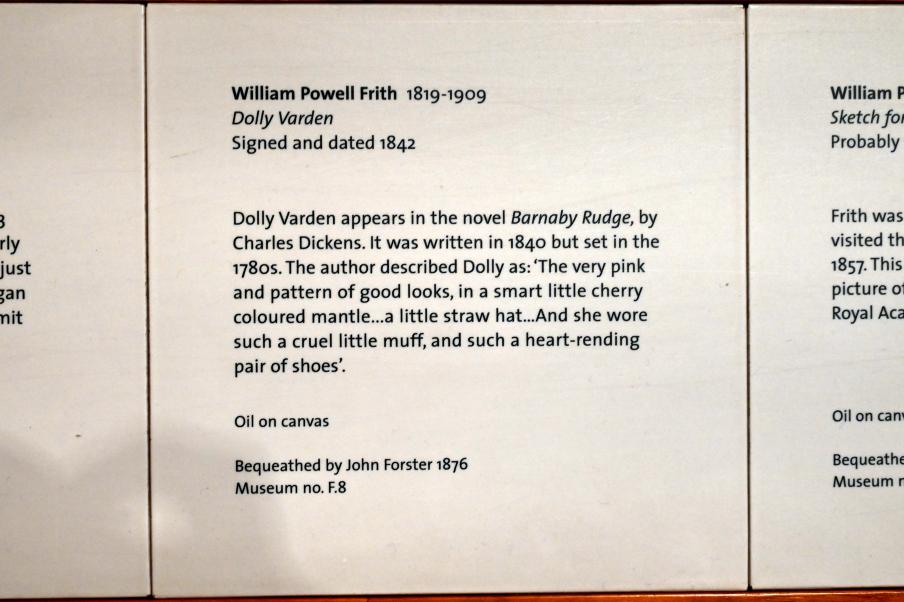 3
rly
just
gan
mit
William Powell Frith 1819-1909
Dolly Varden
Signed and dated 1842
Dolly Varden appears in the novel Barnaby Rudge, by
Charles Dickens. It was written in 1840 but set in the
1780s. The author described Dolly as: ‘The very pink
and pattern of good looks, in a smart little cherry
coloured mantle...a little straw hat...And she wore
such a cruel little muff, and such a heart-rending
pair of shoes’.
Oil on canvas
Bequeathed by John Forster 1876
Museum no. F.8
William P
Sketch for
Probably
Frith was
visited th
1857. This
picture of
Royal Aca
Oil on canv
Bequeathe
Museum n